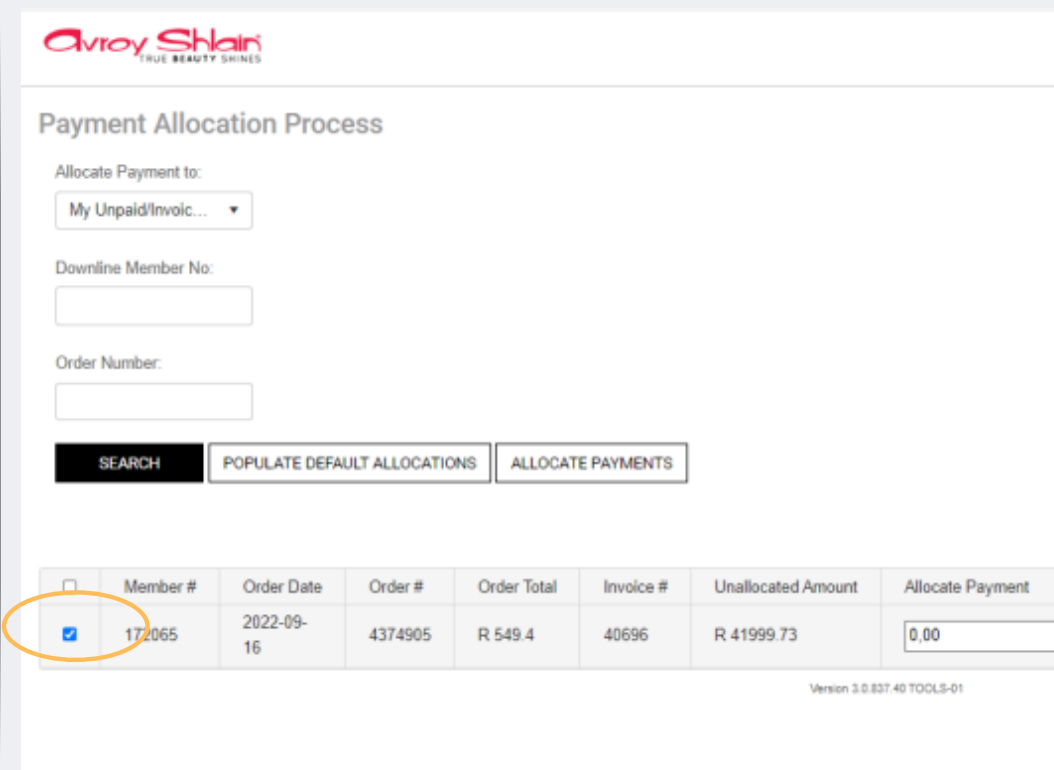 Avroy Shlain
TRUE BEAUTY SHINES
Payment Allocation Process
Allocate Payment to:
My Unpaid/Invoic...
Downline Member No:
Order Number:
SEARCH POPULATE DEFAULT ALLOCATIONS ALLOCATE PAYMENTS
Member # Order Date Order # Order Total Invoice # Unallocated Amount Allocate Payment
172065 2022-09-16 4374905 R 549.4 40696 R 41999.73 0,00
Version 3.0.837.40 TOOLS-01